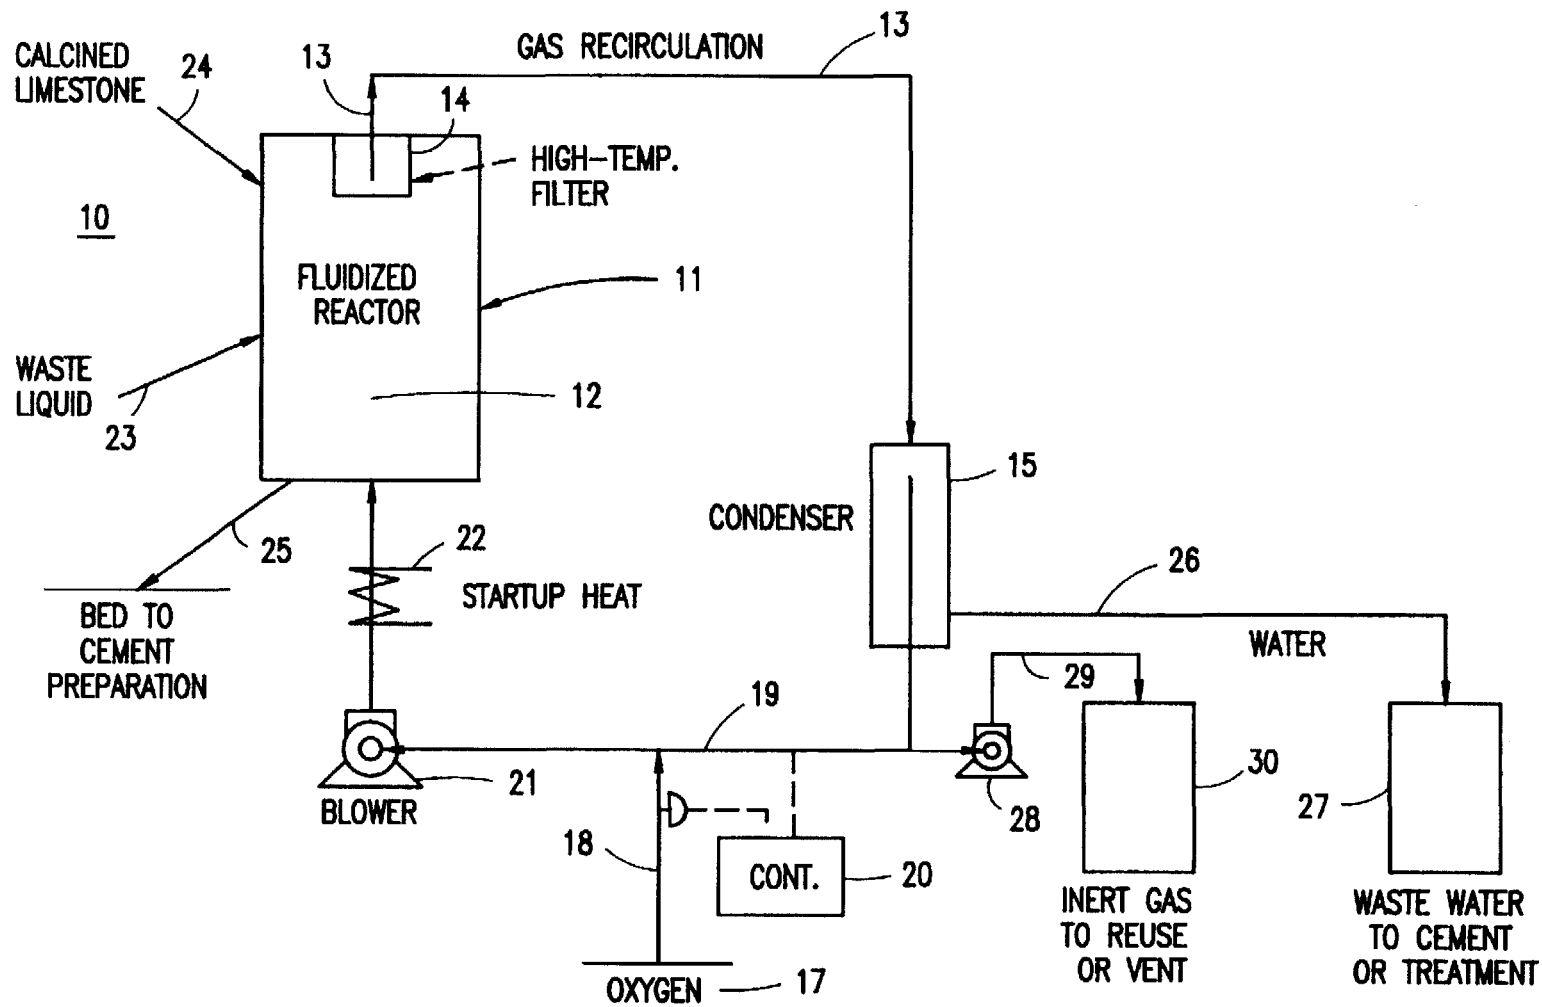 CALCINED
LIMESTONE
24
13
GAS RECIRCULATION
13
14
HIGH-TEMP.
FILTER
10
FLUIDIZED
REACTOR
11
WASTE
LIQUID
23
12
15
CONDENSER
25
22
STARTUP HEAT
26
WATER
BED TO
CEMENT
PREPARATION
29
19
21
BLOWER
28
30
27
18
CONT.
20
INERT GAS
TO REUSE
OR VENT
WASTE WATER
TO CEMENT
OR TREATMENT
OXYGEN
17